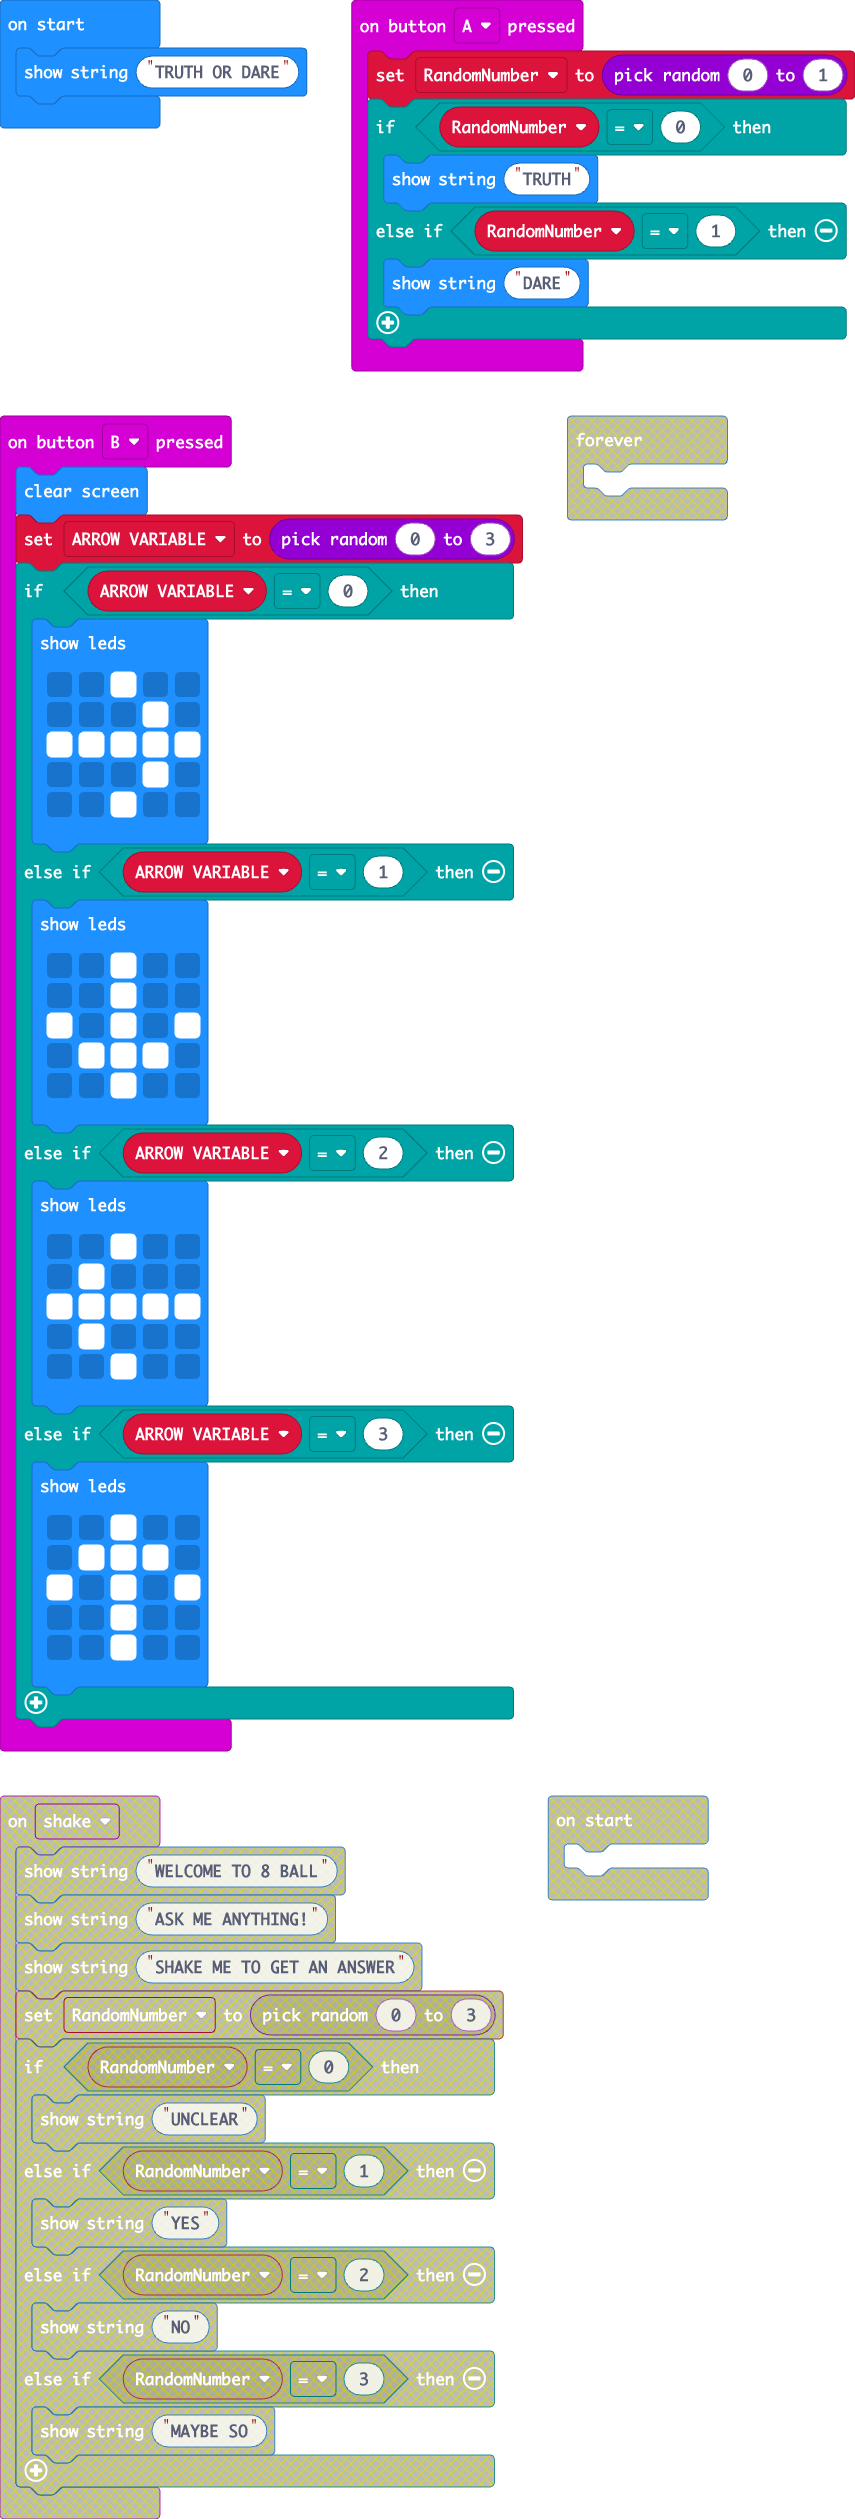 on start
show string "TRUTH OR DARE"
on button A pressed
set RandomNumber to pick random 0 to 1
if RandomNumber = 0 then
show string "TRUTH"
else if RandomNumber = 1 then
show string "DARE"
on button B pressed
clear screen
set ARROW VARIABLE to pick random 0 to 3
if ARROW VARIABLE = 0 then
show leds
else if ARROW VARIABLE = 1 then
show leds
else if ARROW VARIABLE = 2 then
show leds
else if ARROW VARIABLE = 3 then
show leds
forever
on shake
show string "WELCOME TO 8 BALL"
show string "ASK ME ANYTHING!"
show string "SHAKE ME TO GET AN ANSWER"
set RandomNumber to pick random 0 to 3
if RandomNumber = 0 then
show string "UNCLEAR"
else if RandomNumber = 1 then
show string "YES"
else if RandomNumber = 2 then
show string "NO"
else if RandomNumber = 3 then
show string "MAYBE SO"
on start